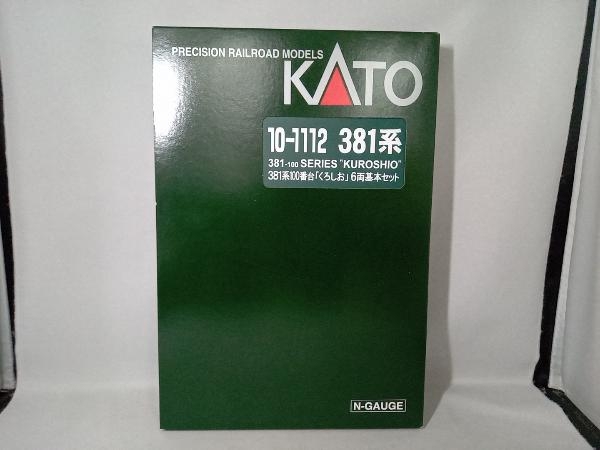 PRECISION RAILROAD MODELS
KATO
10-1112 381系
381-100 SERIES "KUROSHIO"
381系100番台「くろしお」6両基本セット
N-GAUGE